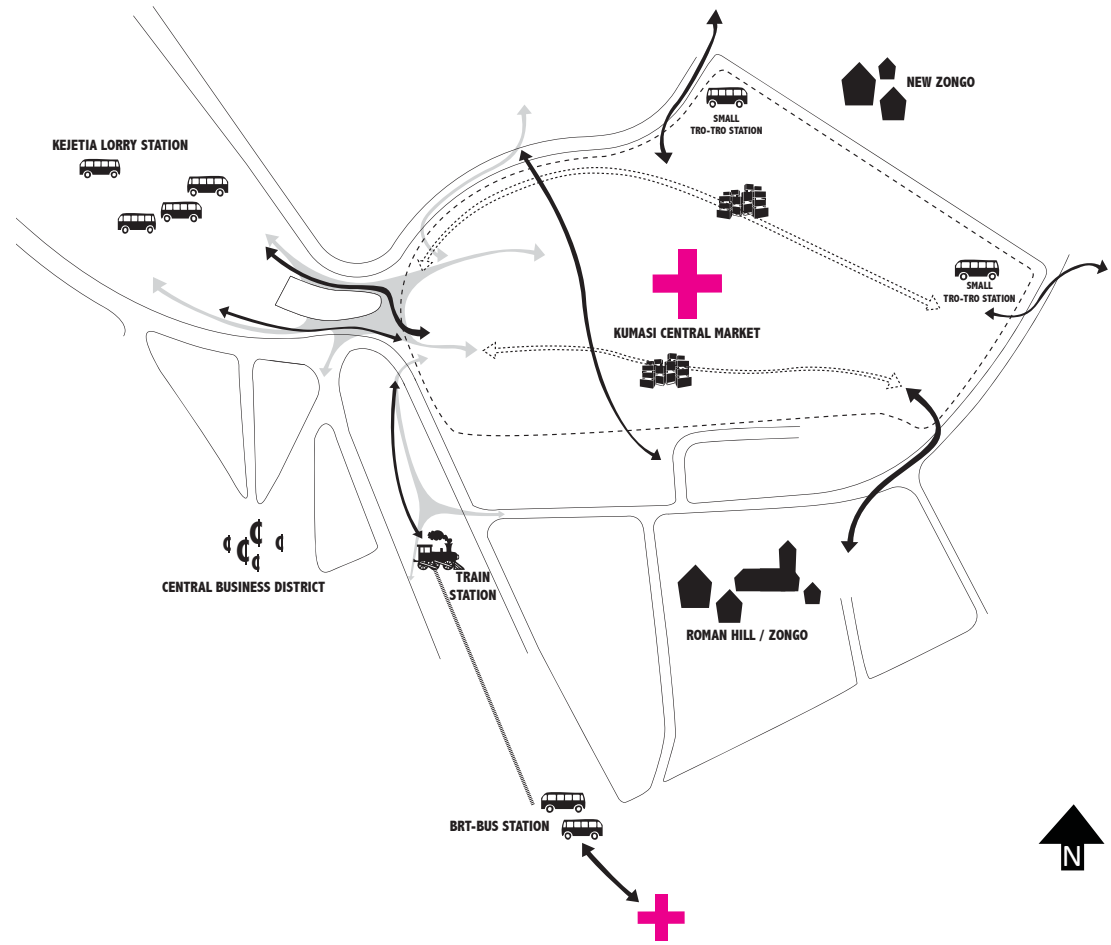 NEW ZONGO
SMALL
TRO-TRO STATION
KEJETIA LORRY STATION
SMALL
TRO-TRO STATION
KUMASI CENTRAL MARKET
CENTRAL BUSINESS DISTRICT
TRAIN
STATION
ROMAN HILL / ZONGO
BRT-BUS STATION
N